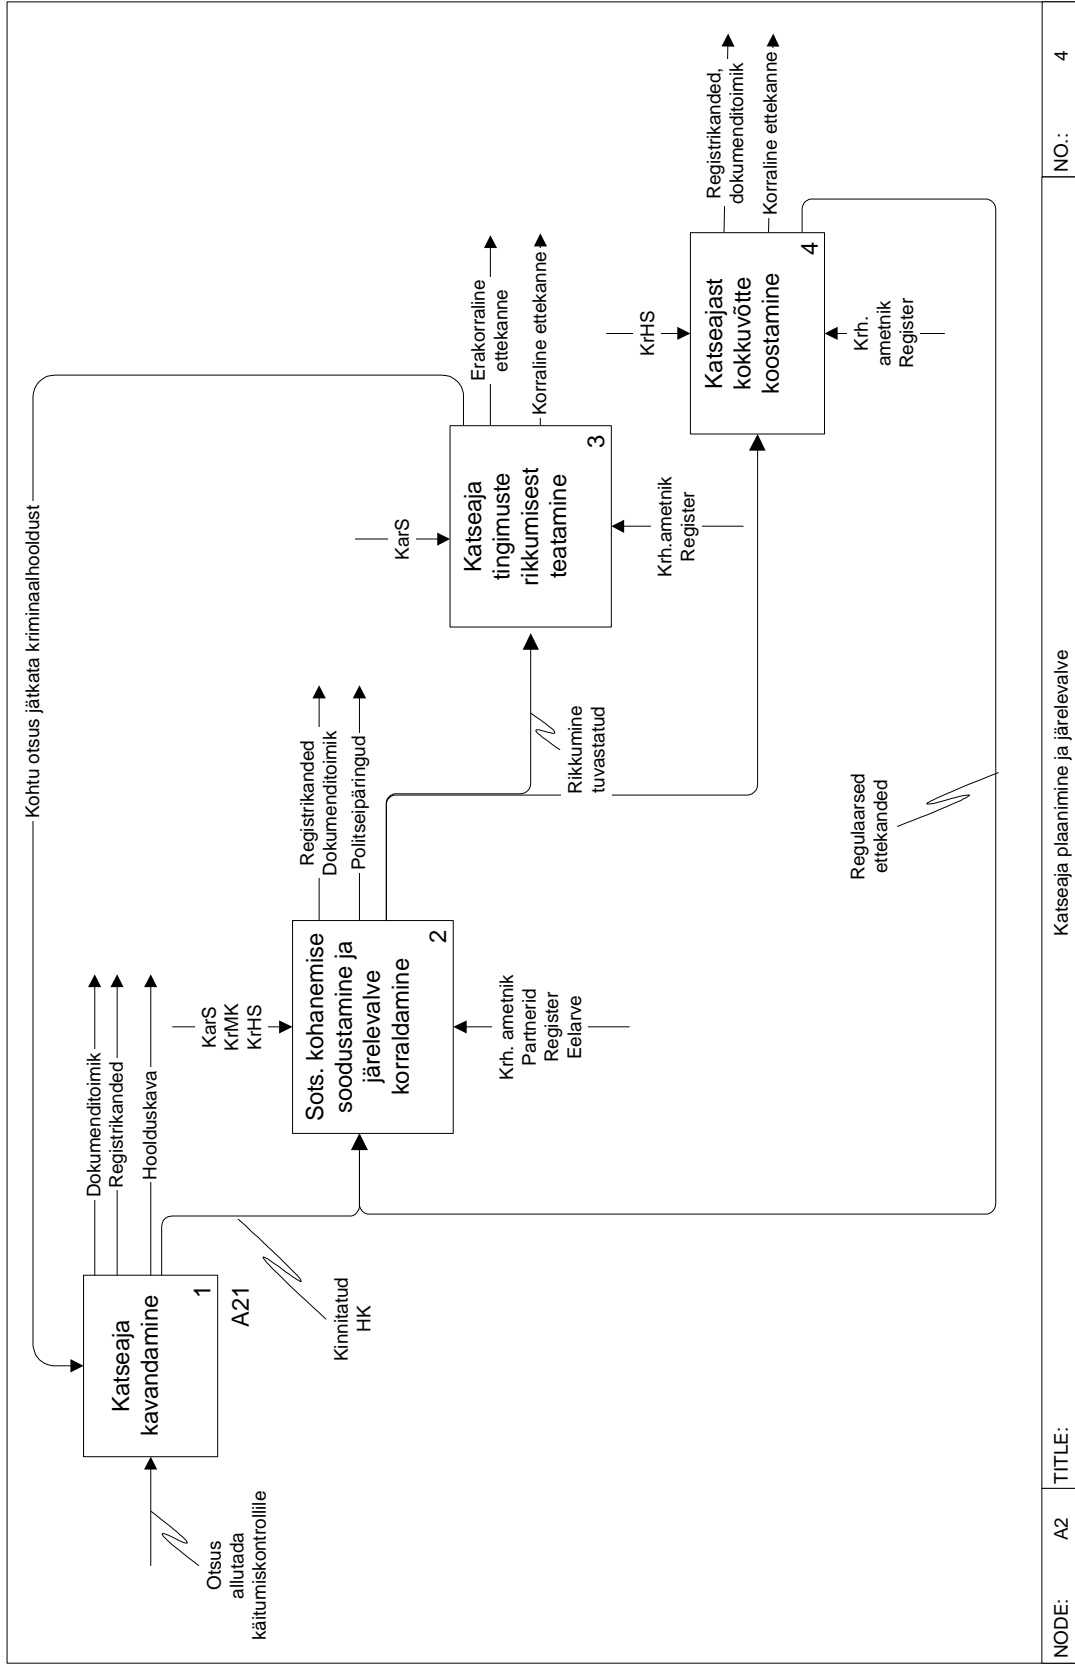 Kohtu otsus jätkata kriminaalhooldust
Otsus
allutada
käitumiskontrollile
Katseaja
kavandamine
1
A21
Dokumenditoimik
Registrikanded
Hoolduskava
Kinnitatud
HK
KarS
KrMK
KrHS
Sots. kohanemise
soodustamine ja
järelevalve
korraldamine
2
Krh. ametnik
Partnerid
Register
Eelarve
Registrikanded
Dokumenditoimik
Politseipäringud
Rikkumine
tuvastatud
KarS
Katseaja
tingimuste
rikkumisest
teatamine
3
Krh.ametnik
Register
Erakorraline
ettekanne
Korraline ettekanne
KrHS
Katseajast
kokkuvõtte
koostamine
4
Krh.
ametnik
Register
Registrikanded,
dokumenditoimik
Korraline ettekanne
Regulaarsed
ettekanded
NODE: A2 TITLE: Katseaja plaanimine ja järelevalve NO.: 4